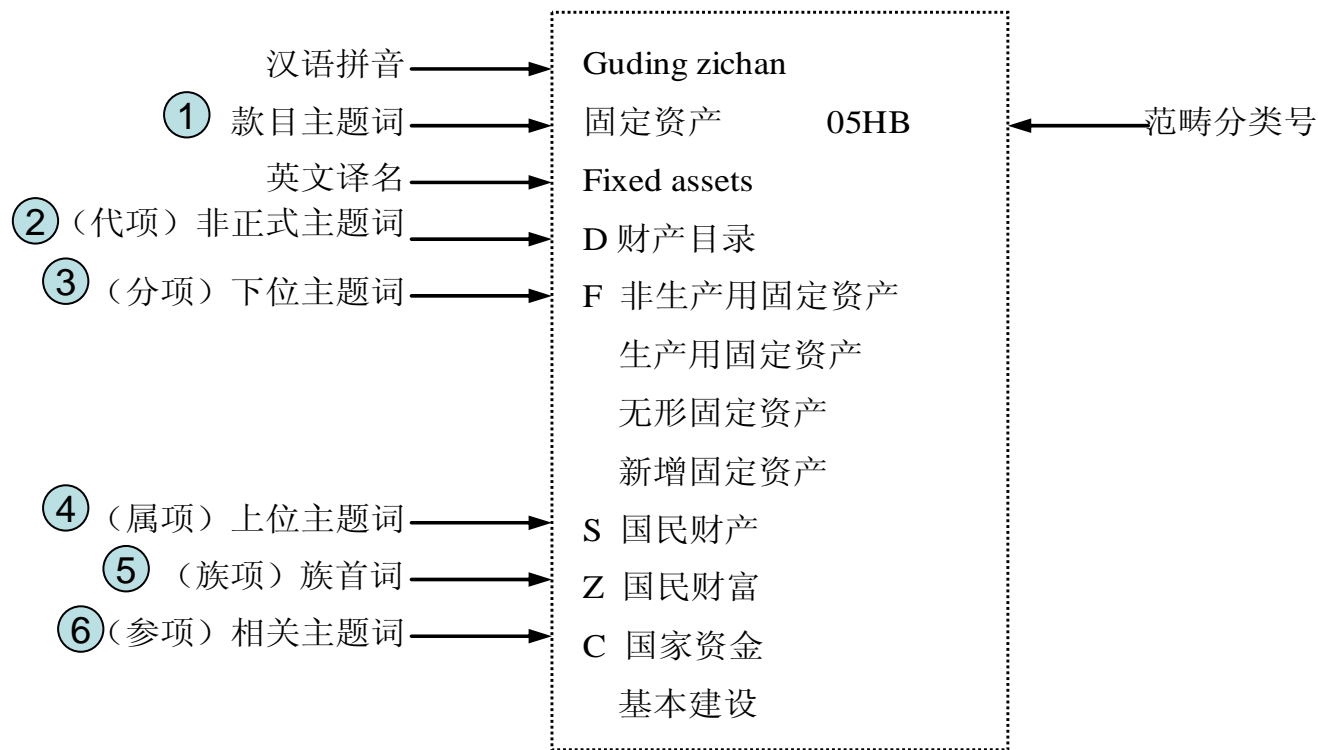 汉语拼音 Guding zichan
① 款目主题词 固定资产 05HB 范畴分类号
英文译名 Fixed assets
②（代项）非正式主题词 D 财产目录
③（分项）下位主题词 F 非生产用固定资产
生产用固定资产
无形固定资产
新增固定资产
④（属项）上位主题词 S 国民财产
⑤（族项）族首词 Z 国民财富
⑥（参项）相关主题词 C 国家资金
基本建设